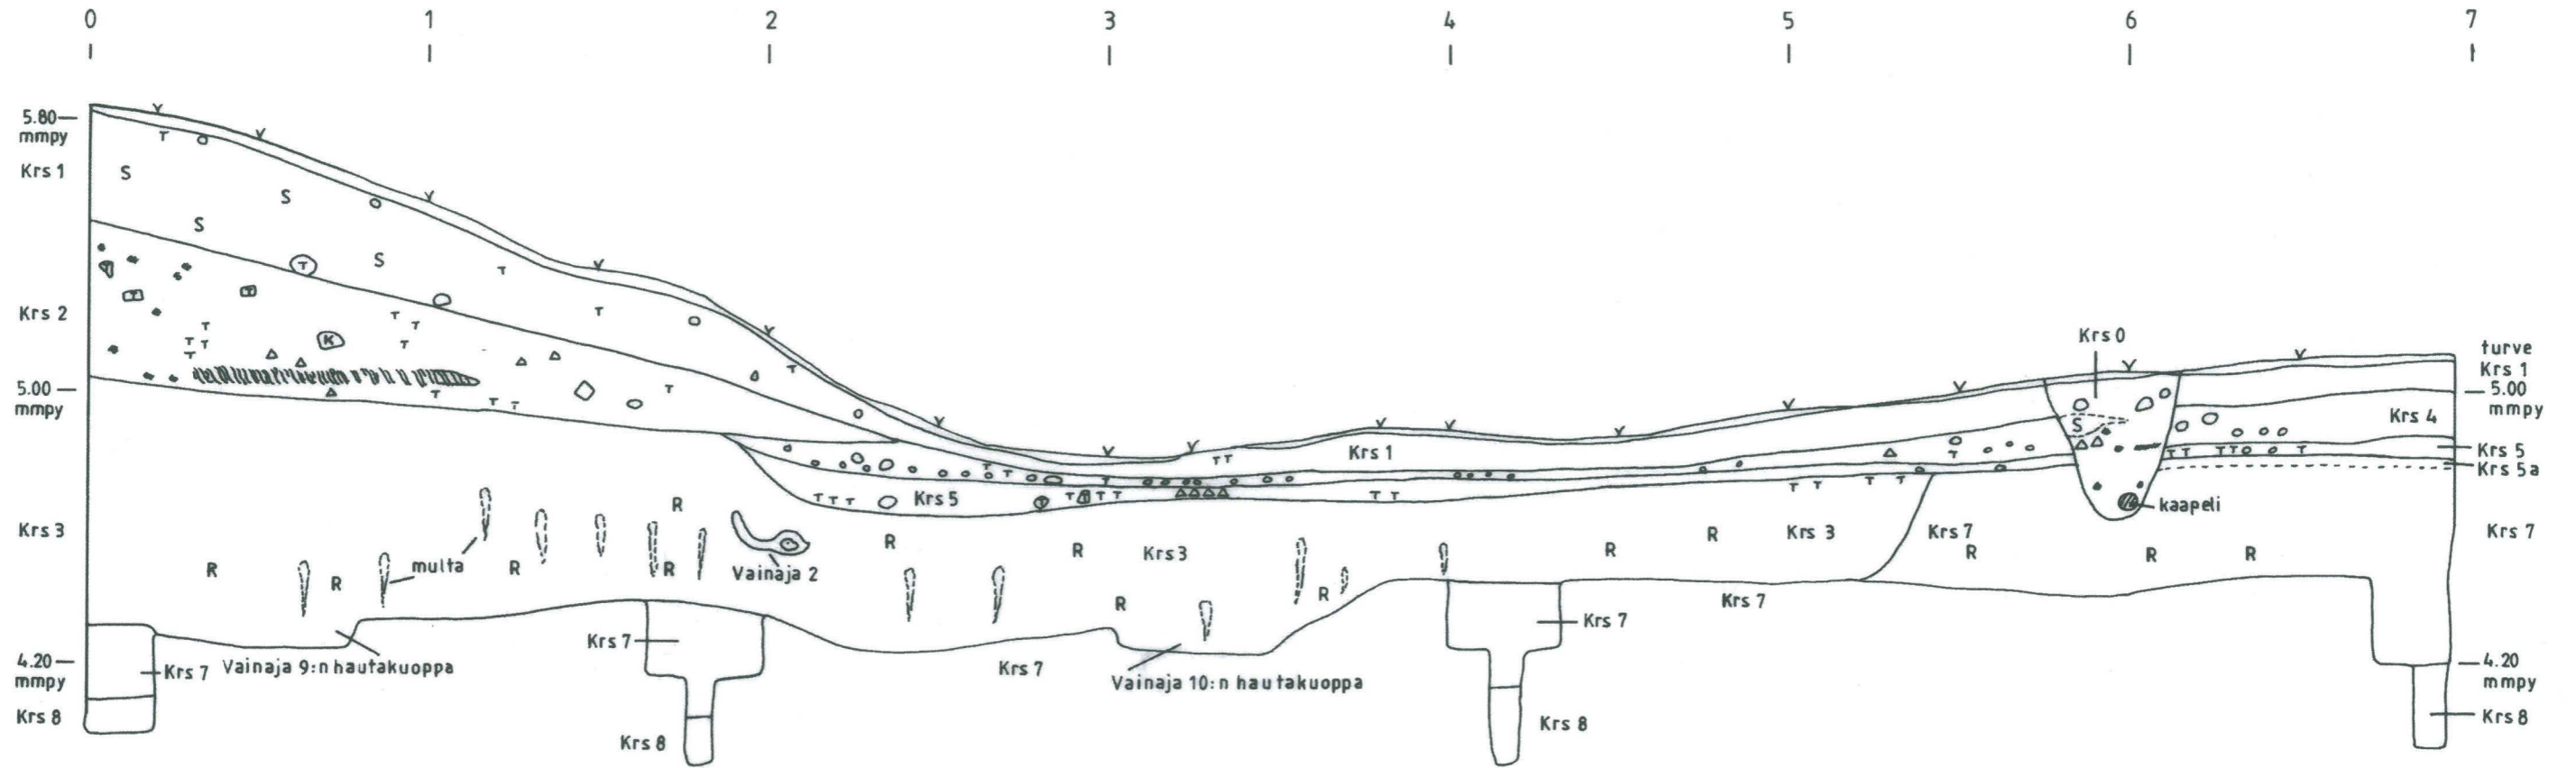 0 1 2 3 4 5 6 7
5.80
mmpy
T
Krs 1
S
S
S
S
T
T
T
Krs 2
T
T
K
T T
T
T
T T
T
T
T
T
T T
5.00
mmpy
Krs 0
turve
Krs 1
5.00
mmpy
Krs 4
S
Krs 1
T T
T T
T
T
T T T T T T
Krs 5
Krs 5a
T T T
Krs 5
T
T T T
T T
T T T T
kaapeli
Krs 3
R
R
R
R
R
multa
Vainaja 2
R
R
Krs 3
R
R
R
R
Krs 3
Krs 7
R
R
R
Krs 7
4.20
mmpy
Krs 7
Vainaja 9:n hautakuoppa
Krs 7
Krs 7
Vainaja 10:n hautakuoppa
Krs 7
Krs 7
4.20
mmpy
Krs 8
Krs 8
Krs 8
Krs 8